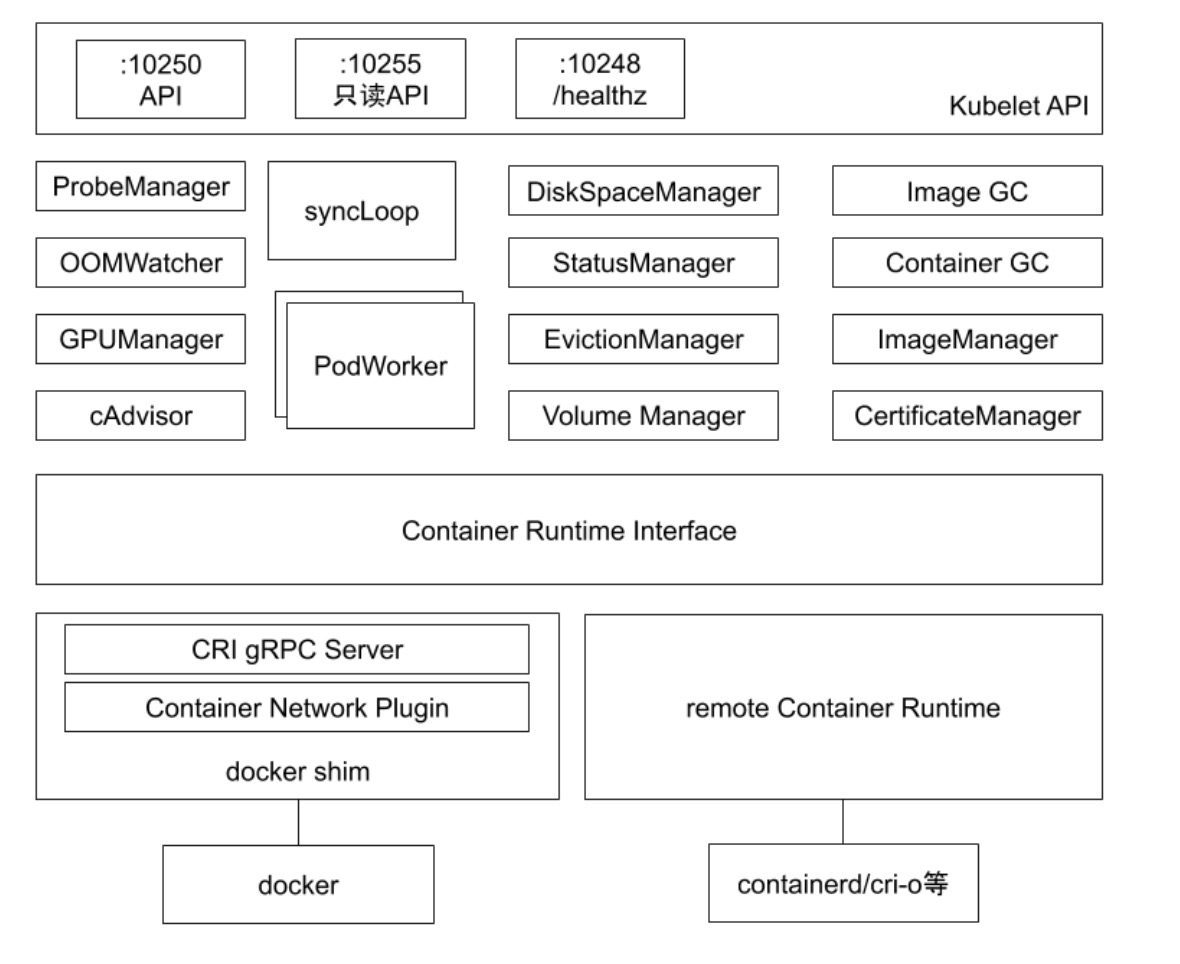 :10250
API
:10255
只读API
:10248
/healthz
Kubelet API
ProbeManager
syncLoop
DiskSpaceManager
Image GC
OOMWatcher
StatusManager
Container GC
GPUManager
PodWorker
EvictionManager
ImageManager
cAdvisor
Volume Manager
CertificateManager
Container Runtime Interface
CRI gRPC Server
Container Network Plugin
docker shim
remote Container Runtime
docker
containerd/cri-o等